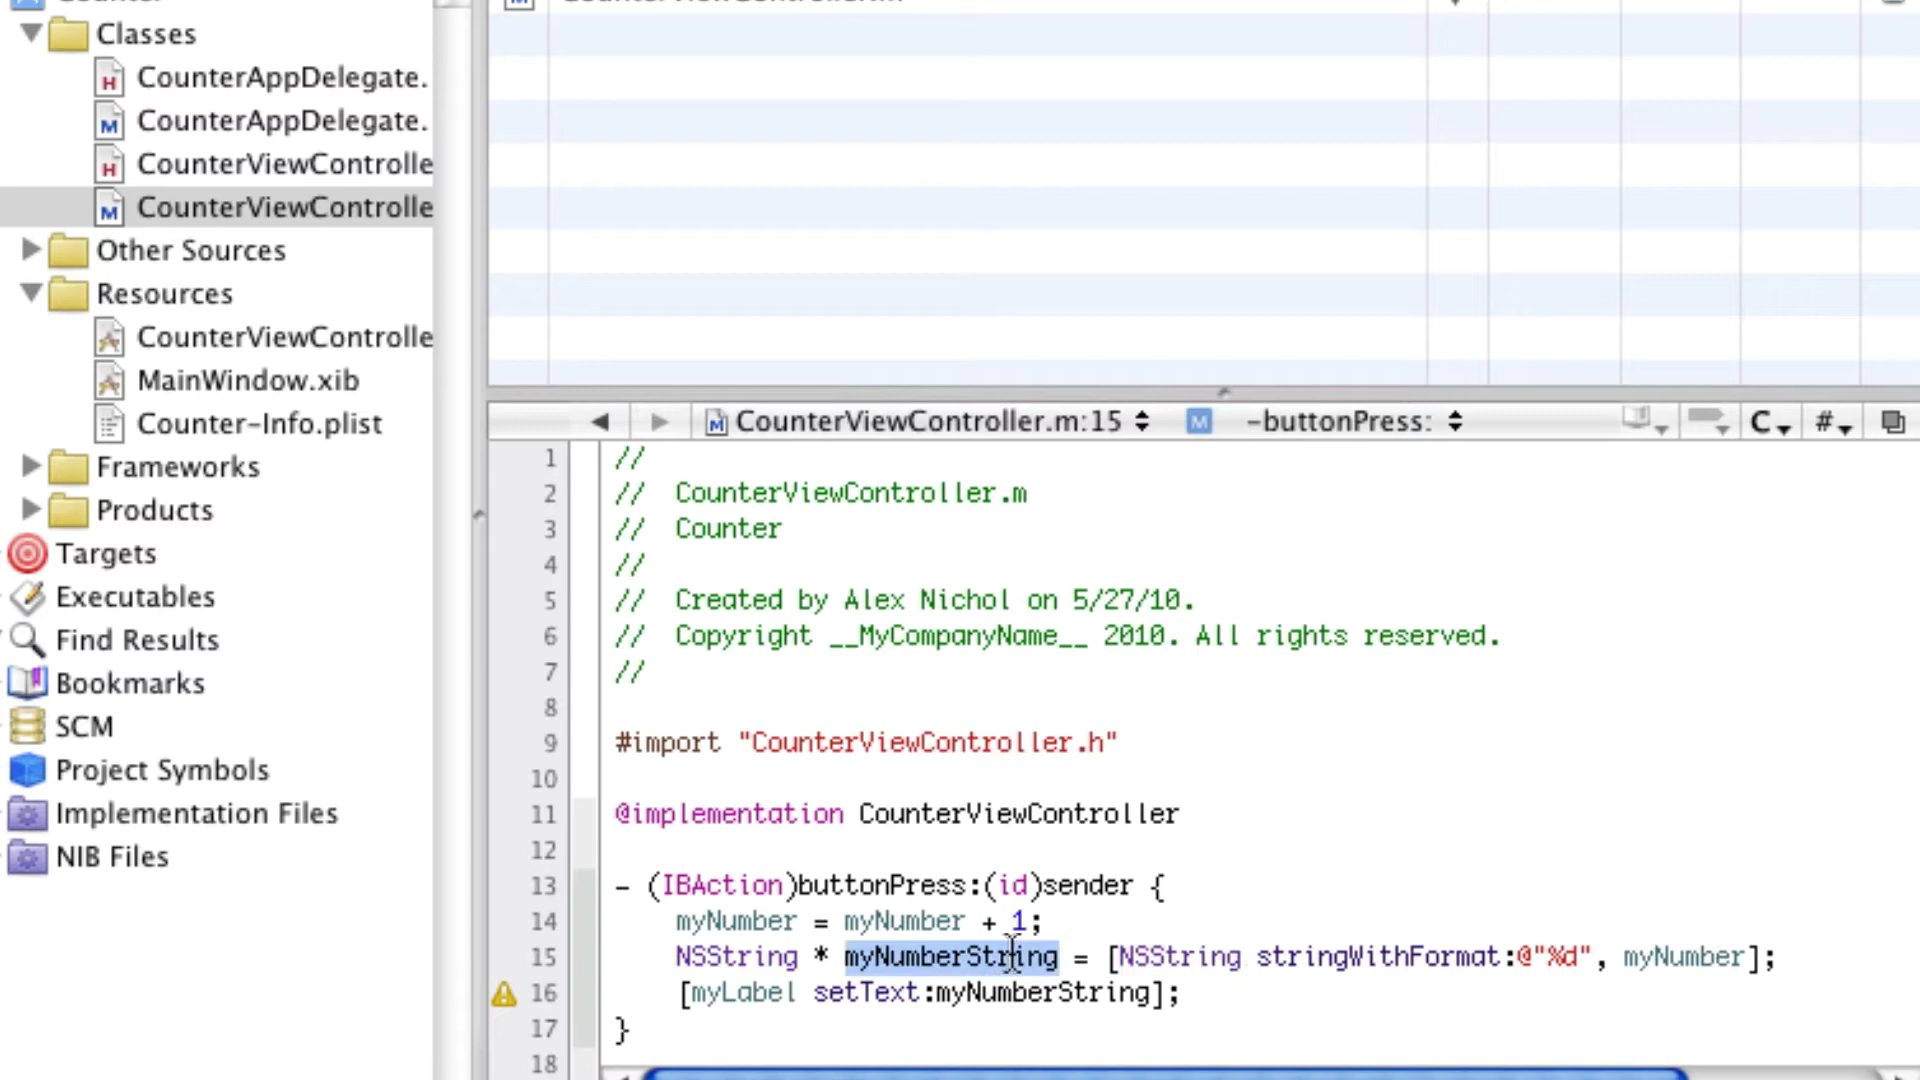 Classes
CounterAppDelegate.
CounterAppDelegate.
CounterViewControlle
CounterViewControlle
Other Sources
Resources
CounterViewControlle
MainWindow.xib
Counter-Info.plist
Frameworks
Products
Targets
Executables
Find Results
Bookmarks
SCM
Project Symbols
Implementation Files
NIB Files
CounterViewController.m:15 M -buttonPress: C #
1 //
2 // CounterViewController.m
3 // Counter
4 //
5 // Created by Alex Nichol on 5/27/10.
6 // Copyright __MyCompanyName__ 2010. All rights reserved.
7 //
8
9 #import "CounterViewController.h"
10
11 @implementation CounterViewController
12
13 - (IBAction)buttonPress:(id)sender {
14 myNumber = myNumber + 1;
15 NSString * myNumberString = [NSString stringWithFormat:@"%d", myNumber];
16 [myLabel setText:myNumberString];
17 }
18